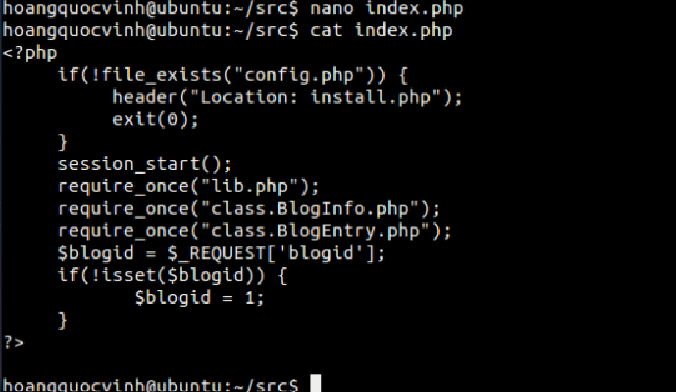 hoangquocvinh@ubuntu:~/src$ nano index.php
hoangquocvinh@ubuntu:~/src$ cat index.php
<?php
     if(!file_exists("config.php")) {
          header("Location: install.php");
          exit(0);
     }
     session_start();
     require_once("lib.php");
     require_once("class.BlogInfo.php");
     require_once("class.BlogEntry.php");
     $blogid = $_REQUEST['blogid'];
     if(!isset($blogid)) {
            $blogid = 1;
     }
?>
hoangquocvinh@ubuntu:~/src$